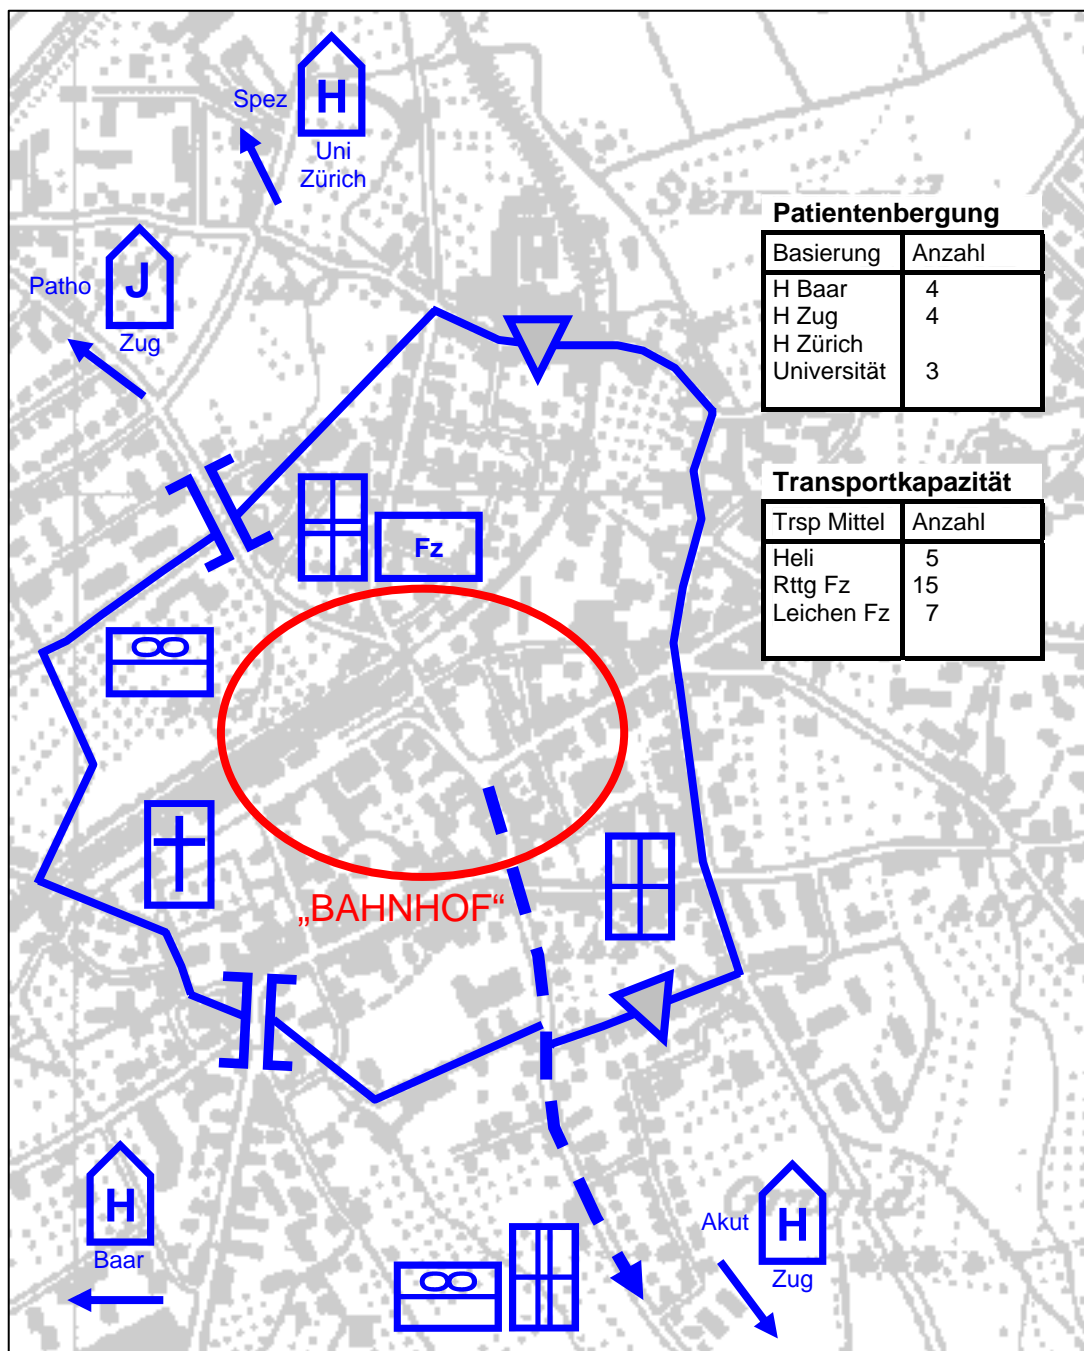 Spez
H
Uni
Zürich
Patientenbergung
Basierung Anzahl
H Baar 4
H Zug 4
H Zürich
Universität 3
Patho
J
Zug
Transportkapazität
Trsp Mittel Anzahl
Heli 5
Rttg Fz 15
Leichen Fz 7
Fz
„BAHNHOF“
H
Baar
Akut
H
Zug